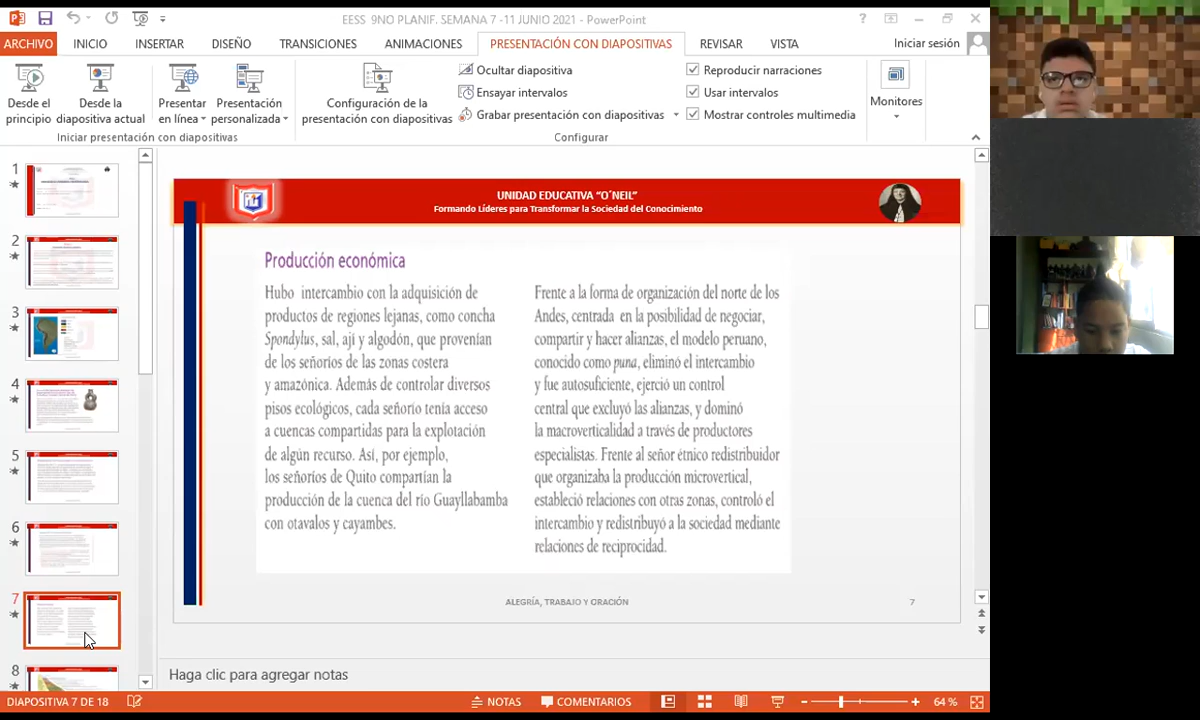 EESS 9NO PLANIF. SEMANA 7 -11 JUNIO 2021 - PowerPoint
ARCHIVO INICIO INSERTAR DISEÑO TRANSICIONES ANIMACIONES PRESENTACIÓN CON DIAPOSITIVAS REVISAR VISTA Iniciar sesión
Desde el principio
Desde la diapositiva actual
Presentar en línea
Presentación personalizada
Configuración de la presentación con diapositivas
Ocultar diapositiva
Ensayar intervalos
Grabar presentación con diapositivas
Reproducir narraciones
Usar intervalos
Mostrar controles multimedia
Monitores
Iniciar presentación con diapositivas
Configurar
1
2
3
4
5
6
7
8
UNIDAD EDUCATIVA “O´NEIL”
Formando Líderes para Transformar la Sociedad del Conocimiento
Producción económica
Hubo intercambio con la adquisición de
productos de regiones lejanas, como concha
Spondylus, sal, ají y algodón, que provenían
de los señoríos de las zonas costera
y amazónica. Además de controlar diversos
pisos ecológicos, cada señorío tenía acceso
a cuencas compartidas para la explotación
de algún recurso. Así, por ejemplo,
los señoríos de Quito compartían la
producción de la cuenca del río Guayllabamba
con otavalos y cayambes.
Frente a la forma de organización del norte de los
Andes, centrada en la posibilidad de negociar,
compartir y hacer alianzas, el modelo peruano,
conocido como puna, eliminó el intercambio
y fue autosuficiente, ejerció un control
central que excluyó las alianzas, y dominó
la macroverticalidad a través de productores
especialistas. Frente al señor étnico redistribuidor
que organizaba la producción microvertical,
estableció relaciones con otras zonas, controló el
intercambio y redistribuyó a la sociedad mediante
relaciones de reciprocidad.
ALEGRÍA, TRABAJO Y ORACIÓN
7
Haga clic para agregar notas
DIAPOSITIVA 7 DE 18
NOTAS
COMENTARIOS
64 %